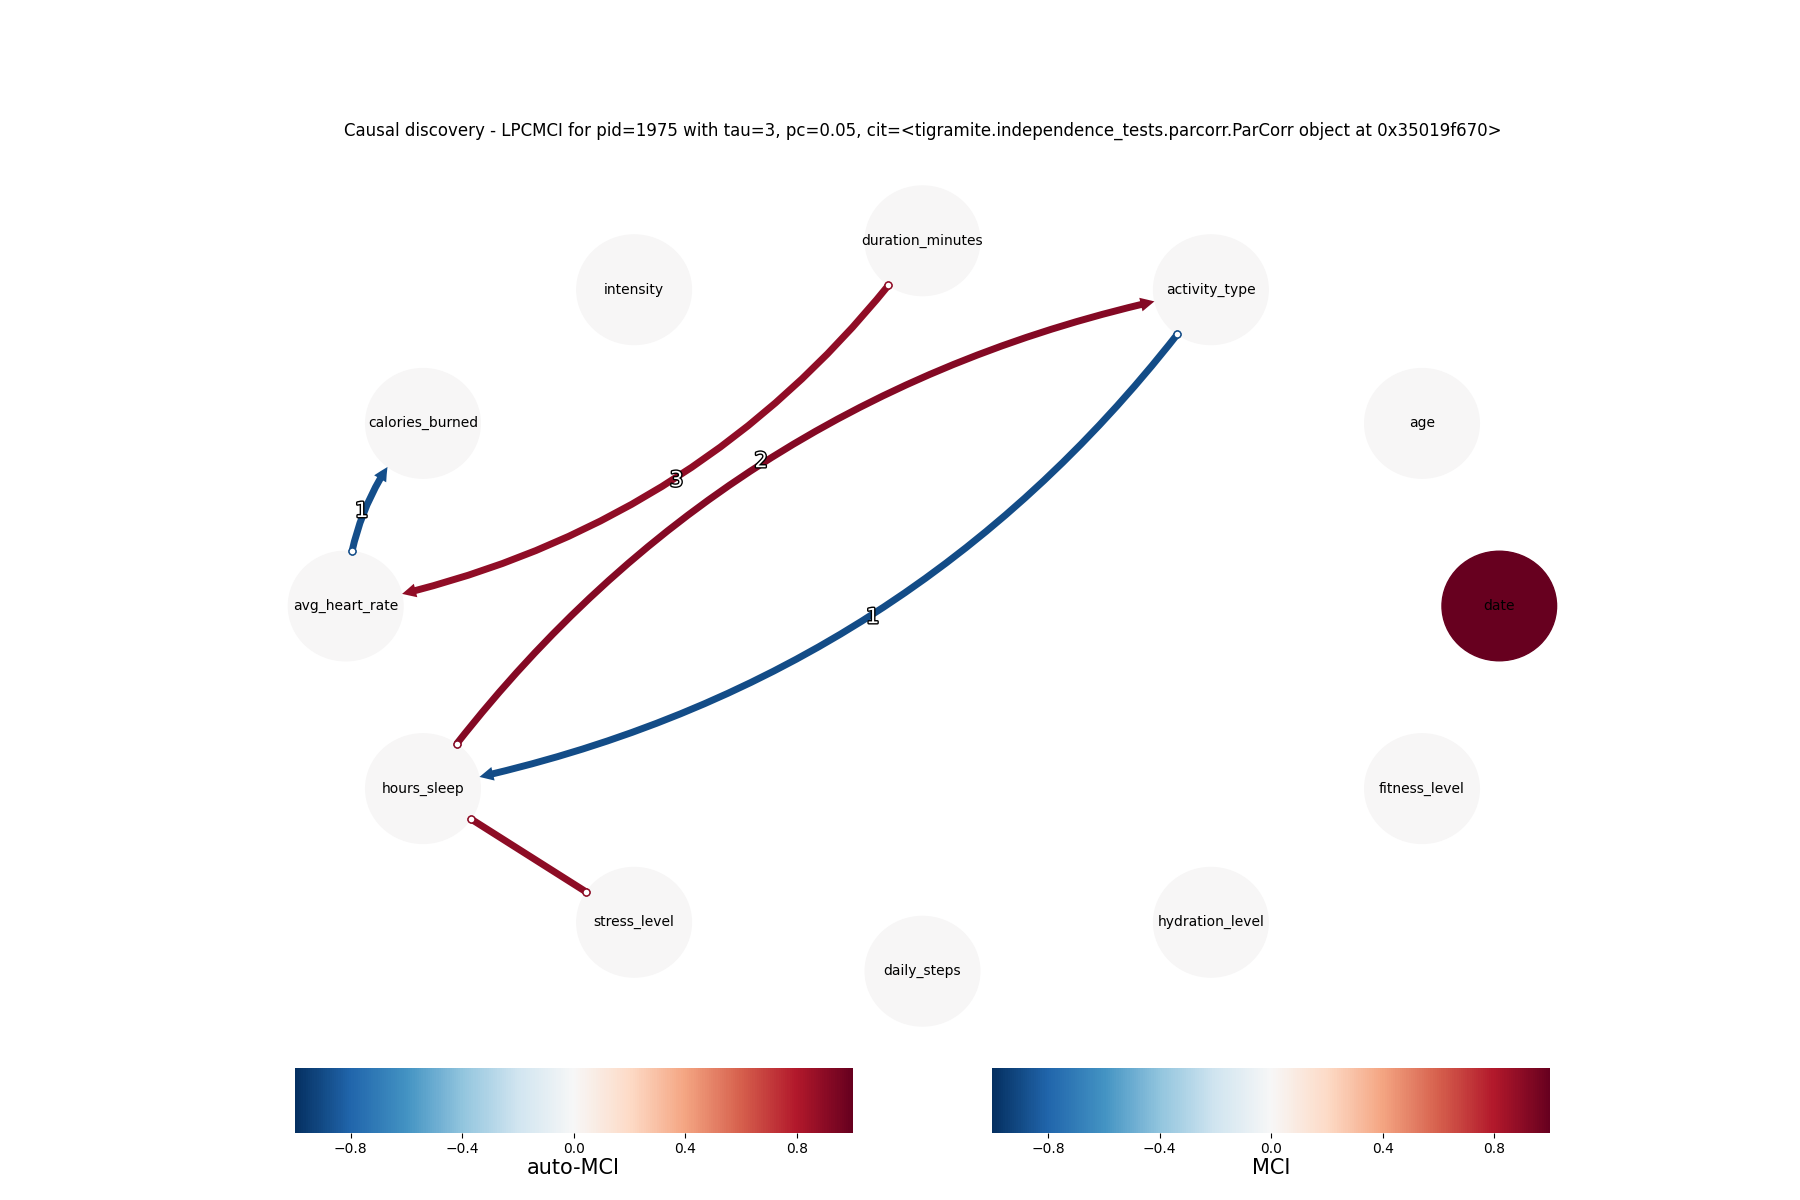 Causal discovery - LPCMCI for pid=1975 with tau=3, pc=0.05, cit=<tigramite.independence_tests.parcorr.ParCorr object at 0x35019f670>
duration_minutes
intensity
activity_type
calories_burned
age
3
2
1
avg_heart_rate
date
1
hours_sleep
fitness_level
stress_level
hydration_level
daily_steps
−0.8 −0.4 0.0 0.4 0.8
auto-MCI
−0.8 −0.4 0.0 0.4 0.8
MCI